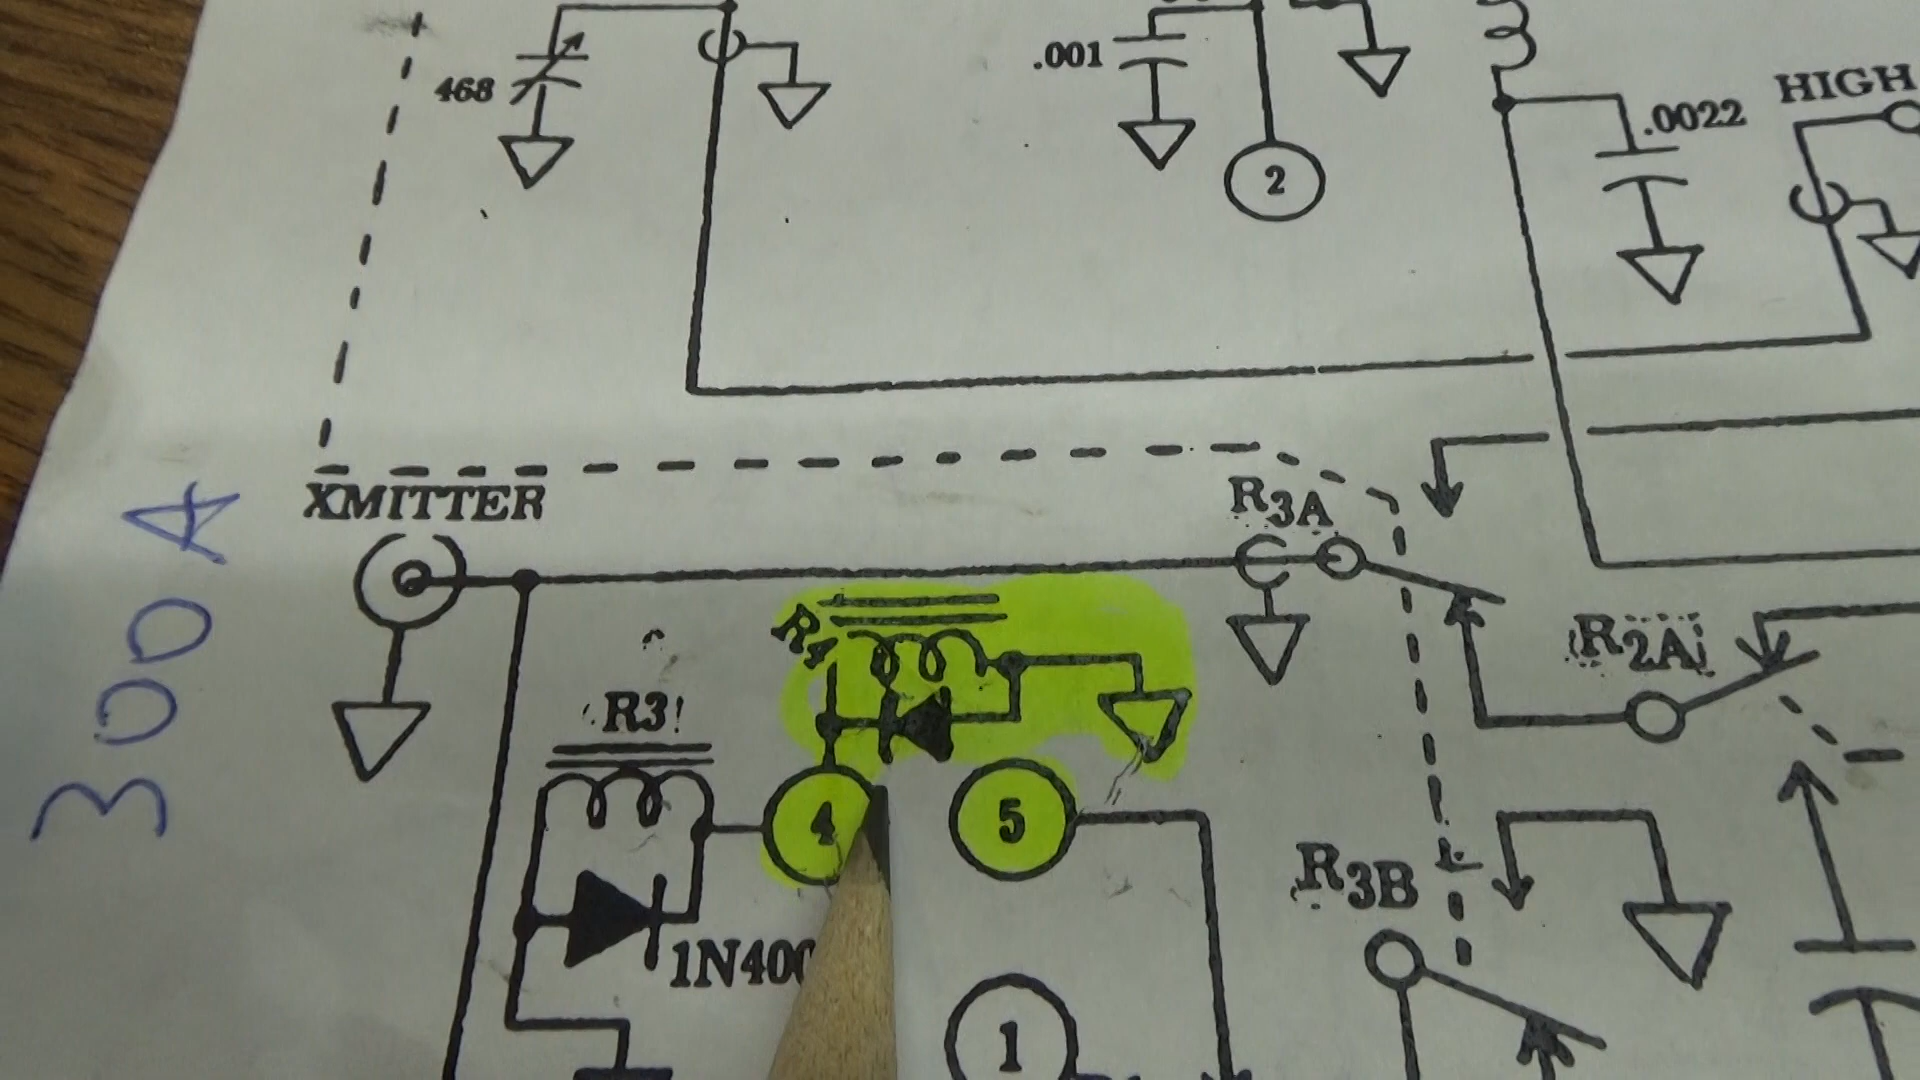 468
.001
.0022
HIGH
2
XMITTER
R3A
R2A
R4
R3
300A
4
5
R3B
1N400
1